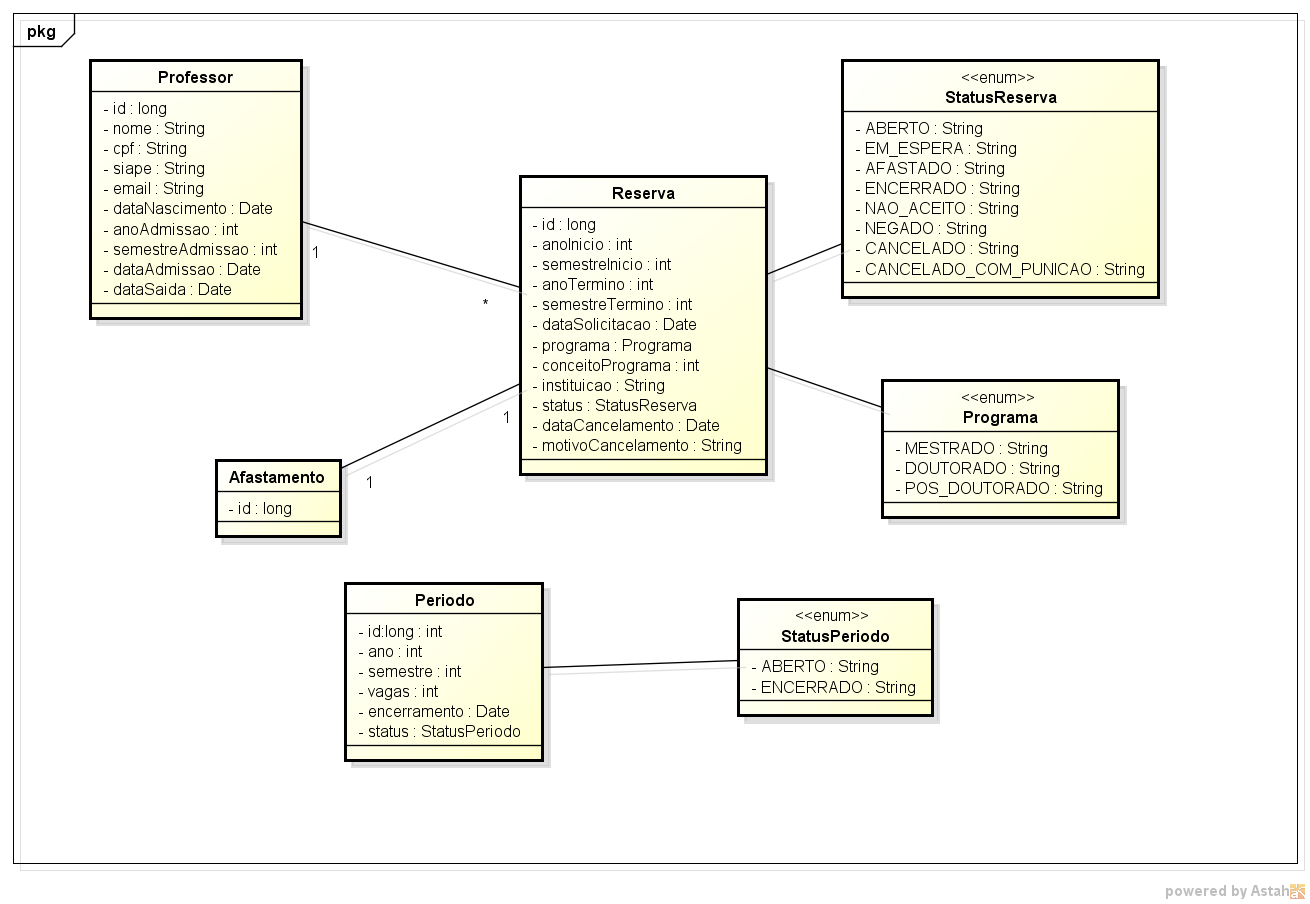 pkg
Professor
- id : long
- nome : String
- cpf : String
- siape : String
- email : String
- dataNascimento : Date
- anoAdmissao : int
- semestreAdmissao : int
- dataAdmissao : Date
- dataSaida : Date
1
*
Reserva
- id : long
- anoInicio : int
- semestreInicio : int
- anoTermino : int
- semestreTermino : int
- dataSolicitacao : Date
- programa : Programa
- conceitoPrograma : int
- instituicao : String
- status : StatusReserva
- dataCancelamento : Date
- motivoCancelamento : String
<<enum>>
StatusReserva
- ABERTO : String
- EM_ESPERA : String
- AFASTADO : String
- ENCERRADO : String
- NAO_ACEITO : String
- NEGADO : String
- CANCELADO : String
- CANCELADO_COM_PUNICAO : String
<<enum>>
Programa
- MESTRADO : String
- DOUTORADO : String
- POS_DOUTORADO : String
1
1
Afastamento
- id : long
Periodo
- id:long : int
- ano : int
- semestre : int
- vagas : int
- encerramento : Date
- status : StatusPeriodo
<<enum>>
StatusPeriodo
- ABERTO : String
- ENCERRADO : String
powered by Astah